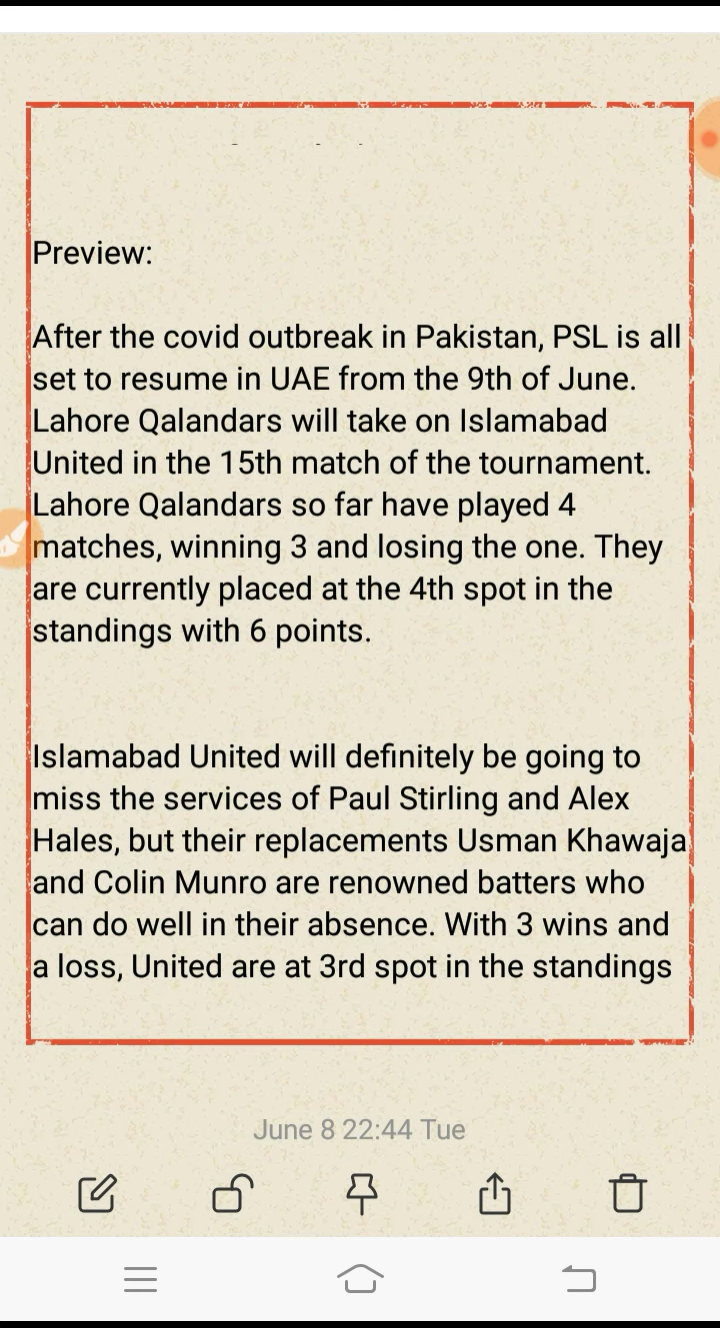 Preview:
After the covid outbreak in Pakistan, PSL is all
set to resume in UAE from the 9th of June.
Lahore Qalandars will take on Islamabad
United in the 15th match of the tournament.
Lahore Qalandars so far have played 4
matches, winning 3 and losing the one. They
are currently placed at the 4th spot in the
standings with 6 points.
Islamabad United will definitely be going to
miss the services of Paul Stirling and Alex
Hales, but their replacements Usman Khawaja
and Colin Munro are renowned batters who
can do well in their absence. With 3 wins and
a loss, United are at 3rd spot in the standings
June 8 22:44 Tue